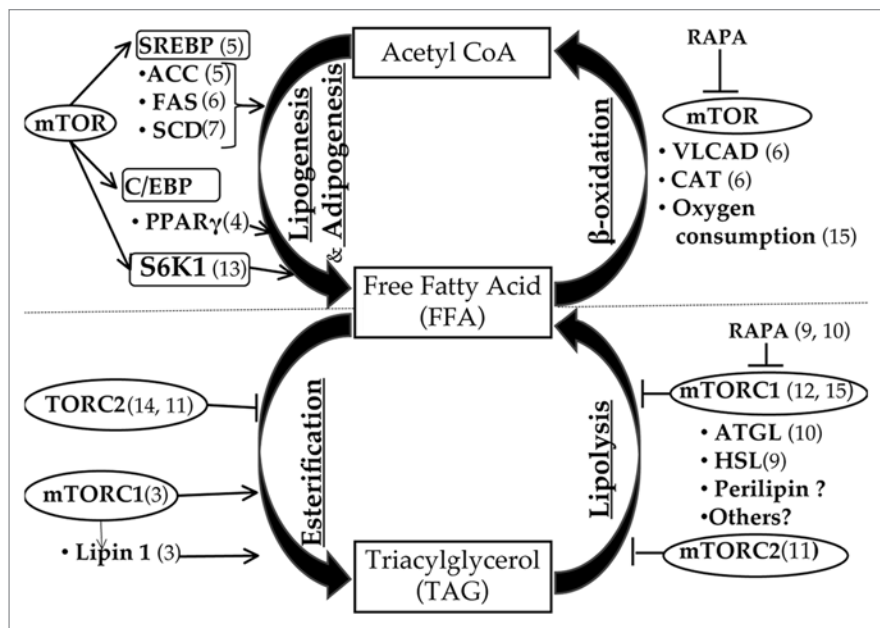 SREBP (5)
•ACC (5)
• FAS (6)
• SCD(7)
mTOR
C/EBP
• PPARγ(4)
S6K1 (13)
Lipogenesis
& Adipogenesis
Acetyl CoA
β-oxidation
RAPA
mTOR
• VLCAD (6)
• CAT (6)
• Oxygen
consumption (15)
Free Fatty Acid
(FFA)
TORC2(14, 11)
mTORC1(3)
• Lipin 1 (3)
Esterification
Triacylglycerol
(TAG)
Lipolysis
RAPA (9, 10)
mTORC1 (12, 15)
• ATGL (10)
• HSL(9)
• Perilipin ?
•Others?
mTORC2(11)